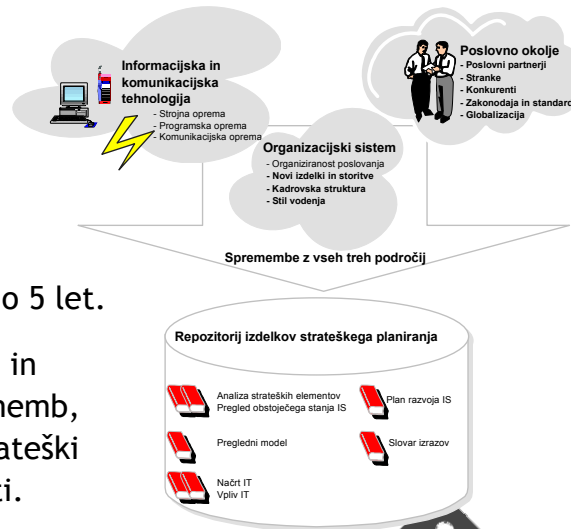 Informacijska in
komunikacijska
tehnologija
- Strojna oprema
- Programska oprema
- Komunikacijska oprema
Poslovno okolje
- Poslovni partnerji
- Stranke
- Konkurenti
- Zakonodaja in standard
- Globalizacija
Organizacijski sistem
- Organiziranost poslovanja
- Novi izdelki in storitve
- Kadrovska struktura
- Stil vodenja
Spremembe z vseh treh področij
o 5 let.
in
memb,
ateški
ti.
Repozitorij izdelkov strateškega planiranja
Analiza strateških elementov
Pregled obstoječega stanja IS
Plan razvoja IS
Pregledni model
Slovar izrazov
Načrt IT
Vpliv IT